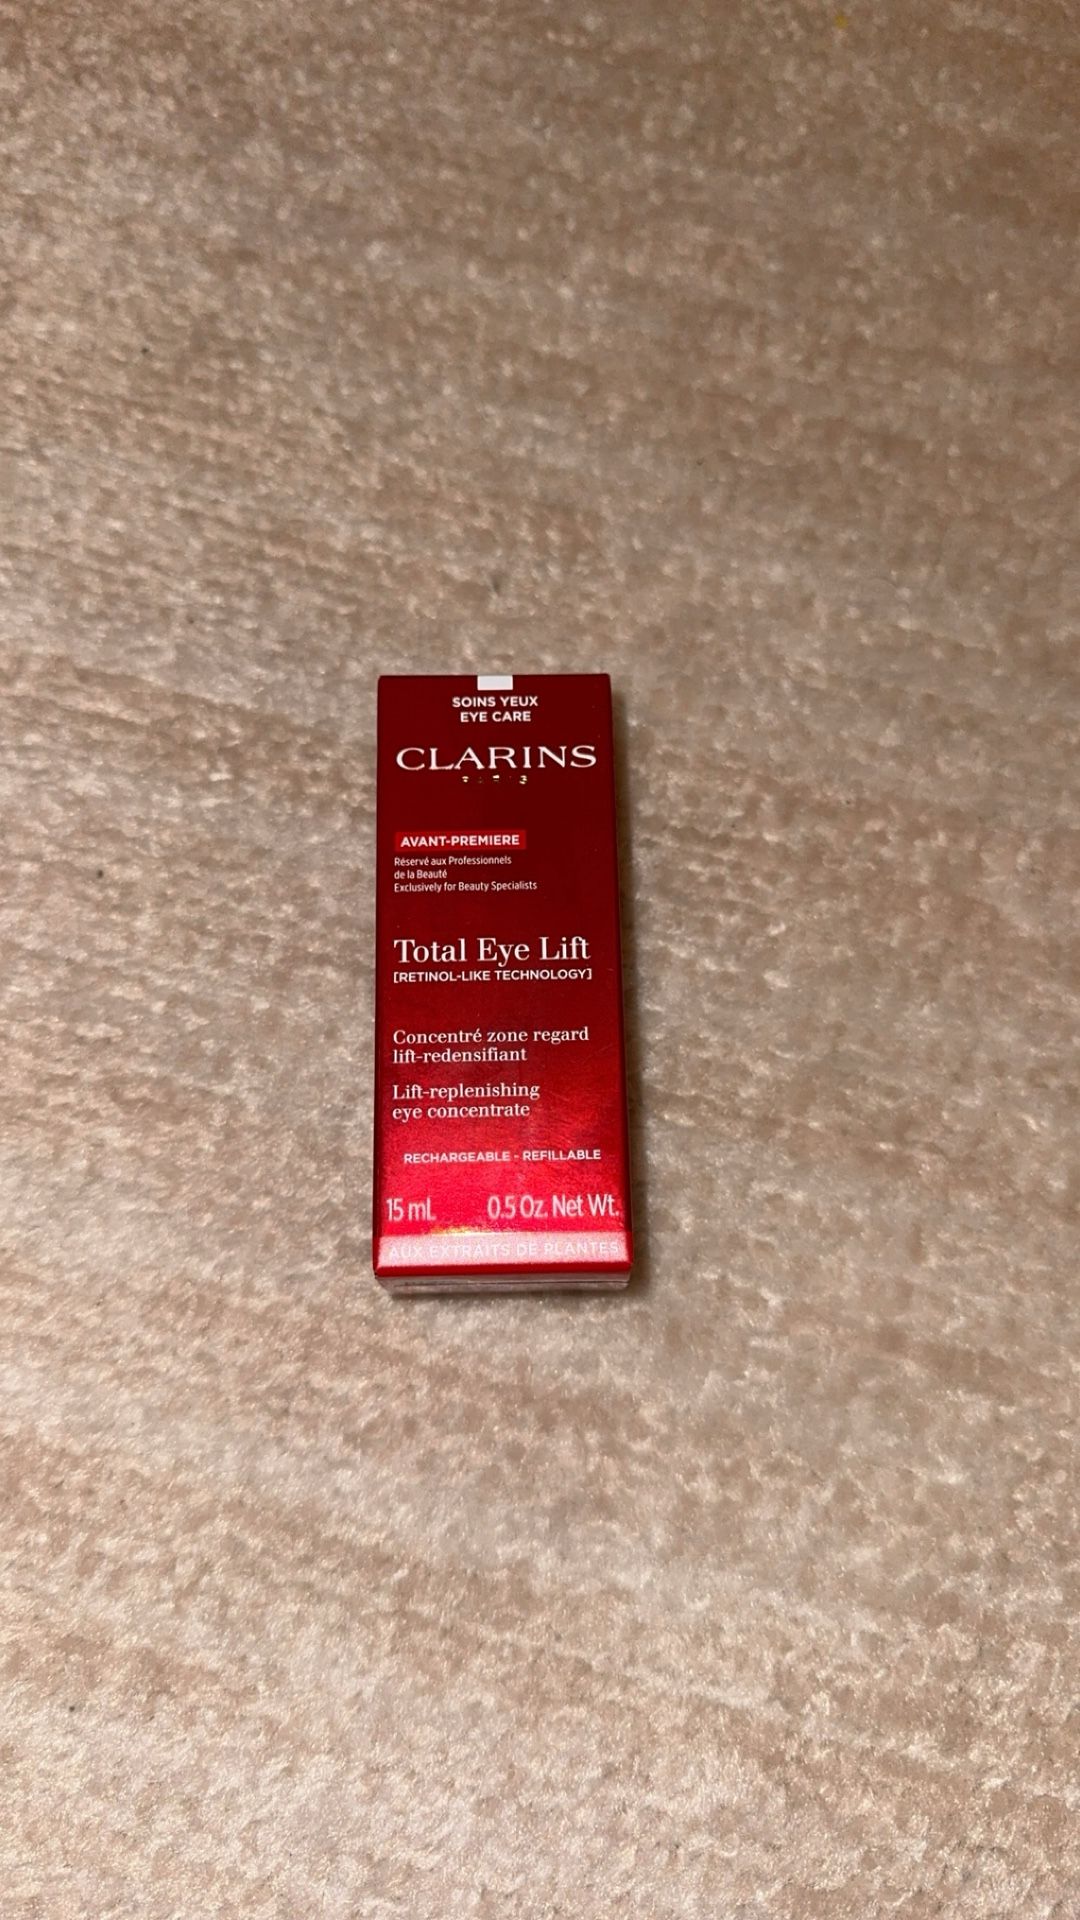 SOINS YEUX
EYE CARE
CLARINS
AVANT-PREMIERE
Réservé aux Professionnels
de la Beauté
Exclusively for Beauty Specialists
Total Eye Lift
[RETINOL-LIKE TECHNOLOGY]
Concentré zone regard
lift-redensifiant
Lift-replenishing
eye concentrate
RECHARGEABLE - REFILLABLE
15 mL 0.5 Oz. Net Wt.
AUX EXTRAITS DE PLANTES